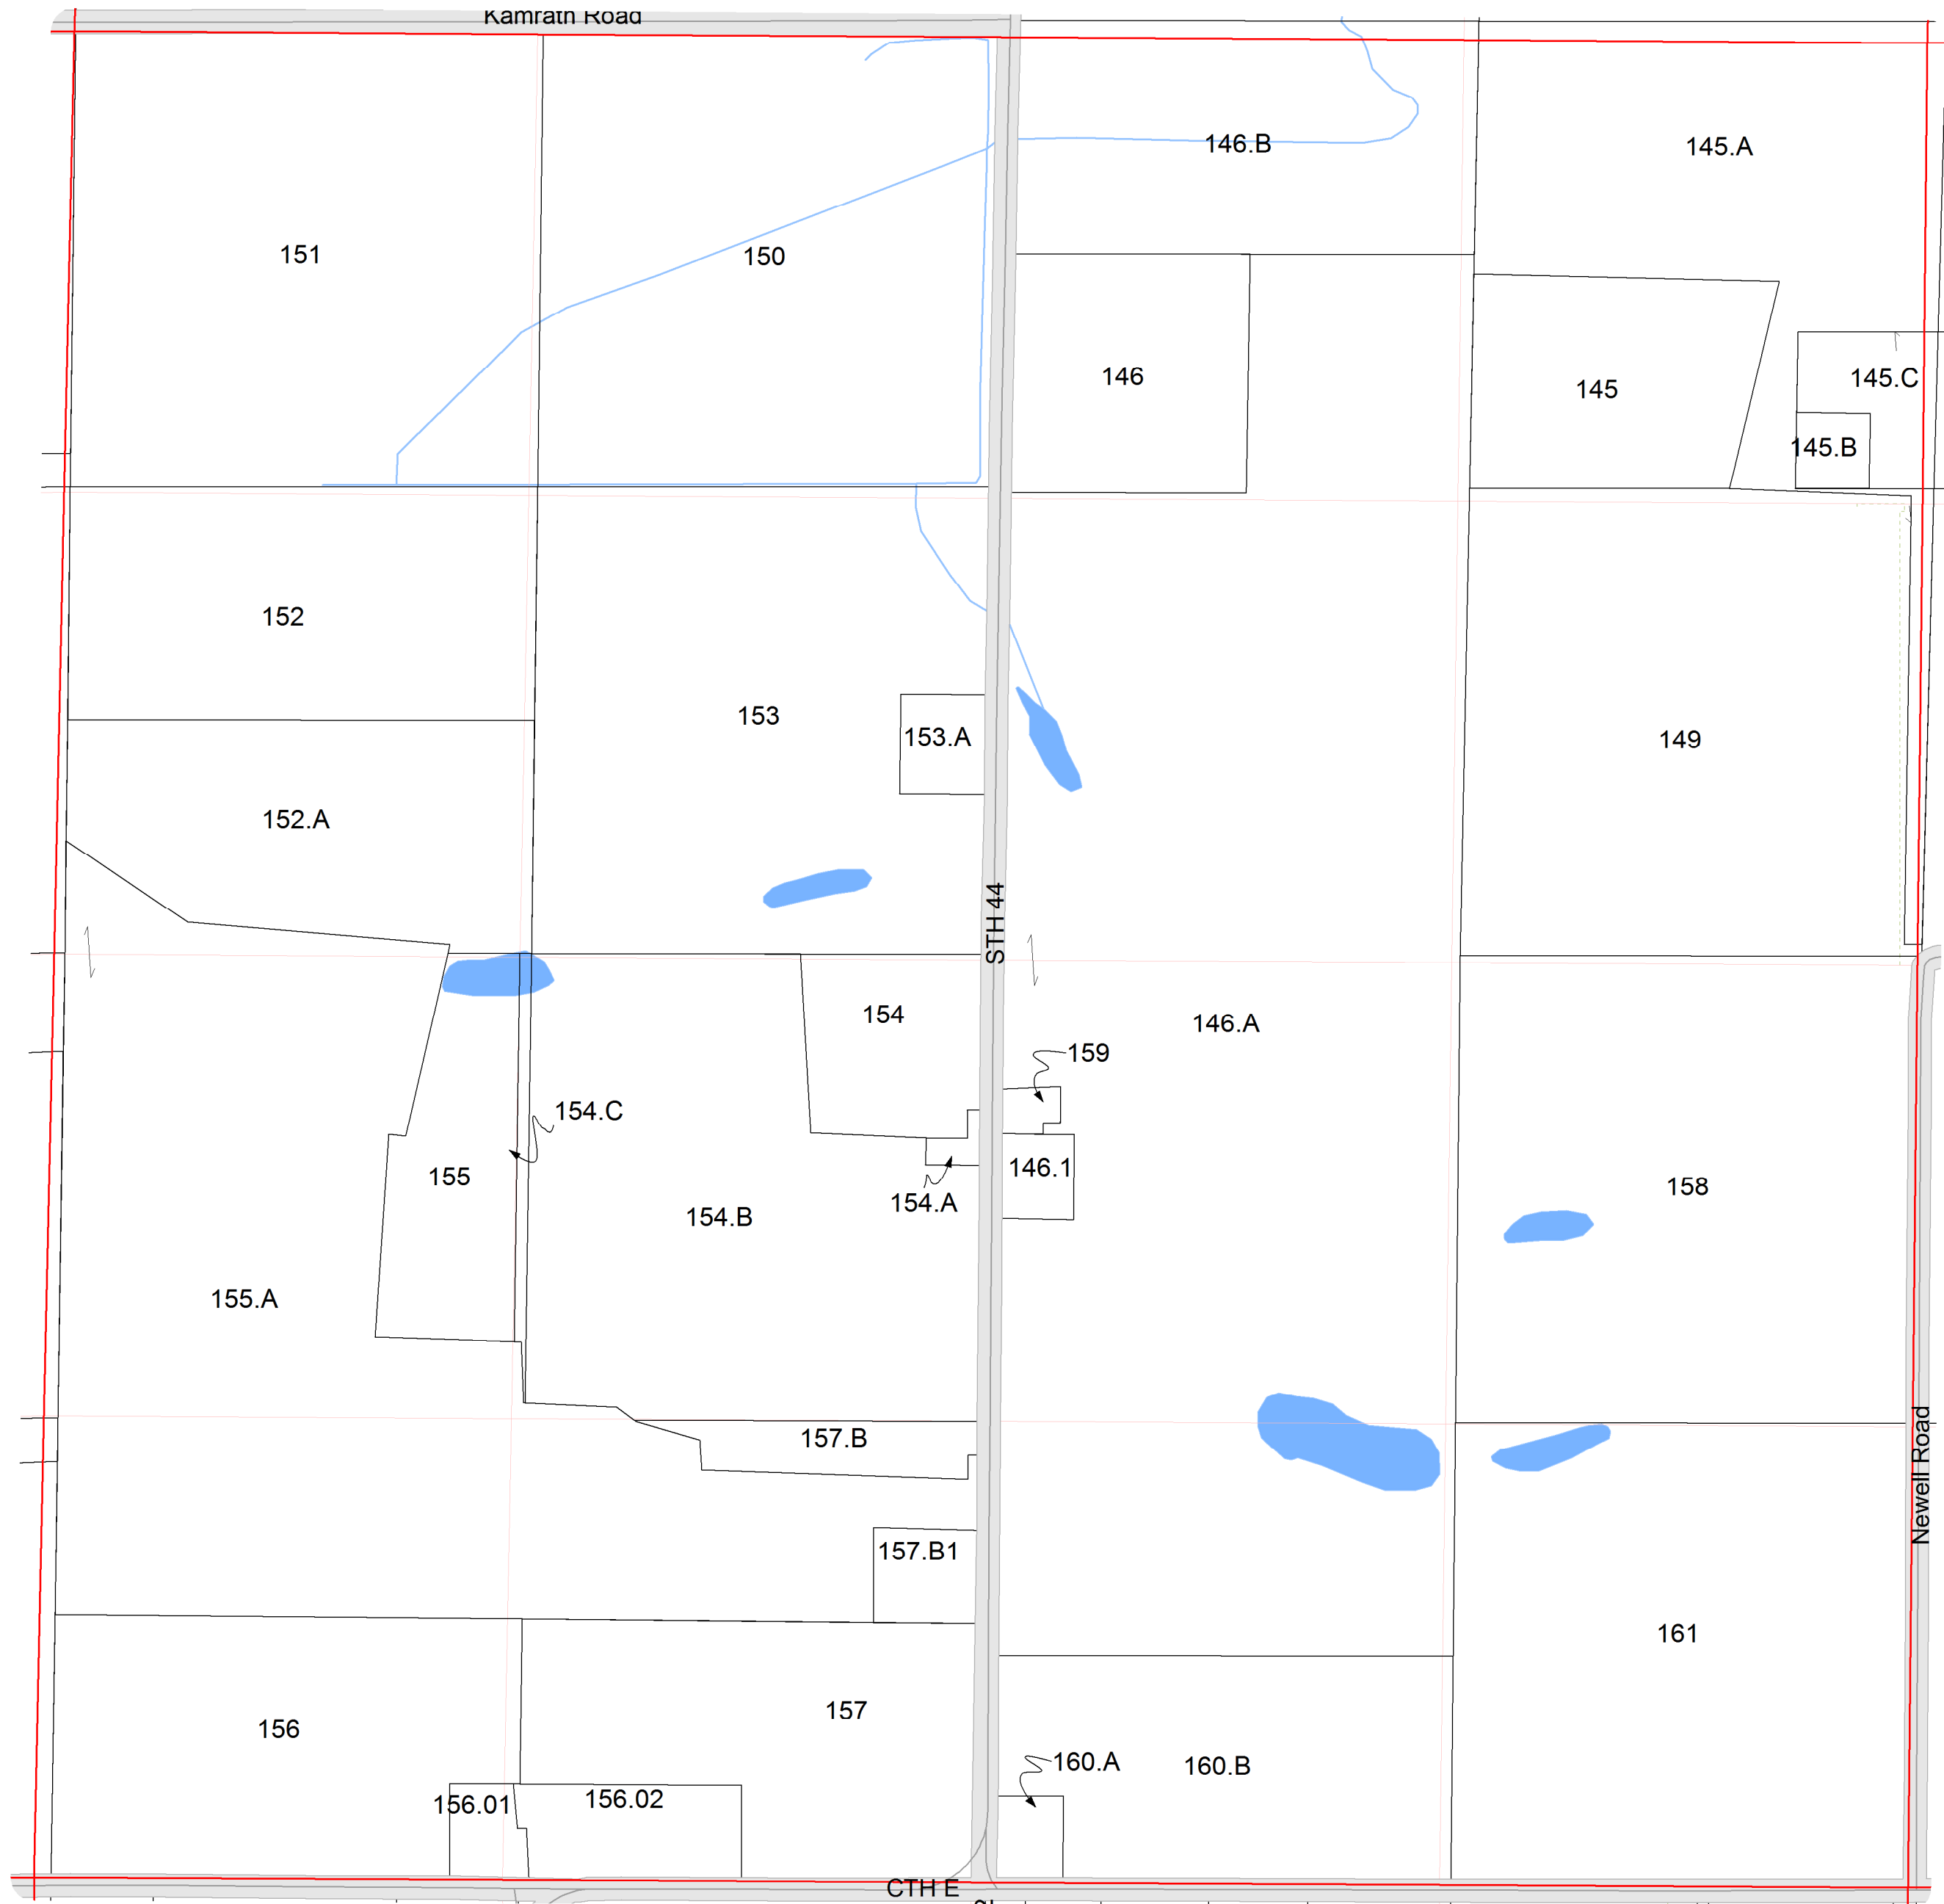 Kamrath Road
146.B
145.A
151
150
146
145
145.C
145.B
152
153
153.A
149
152.A
STH 44
154
146.A
159
154.C
155
146.1
158
154.A
154.B
155.A
157.B
Newell Road
157.B1
161
157
156
160.A
160.B
156.01
156.02
CTH E